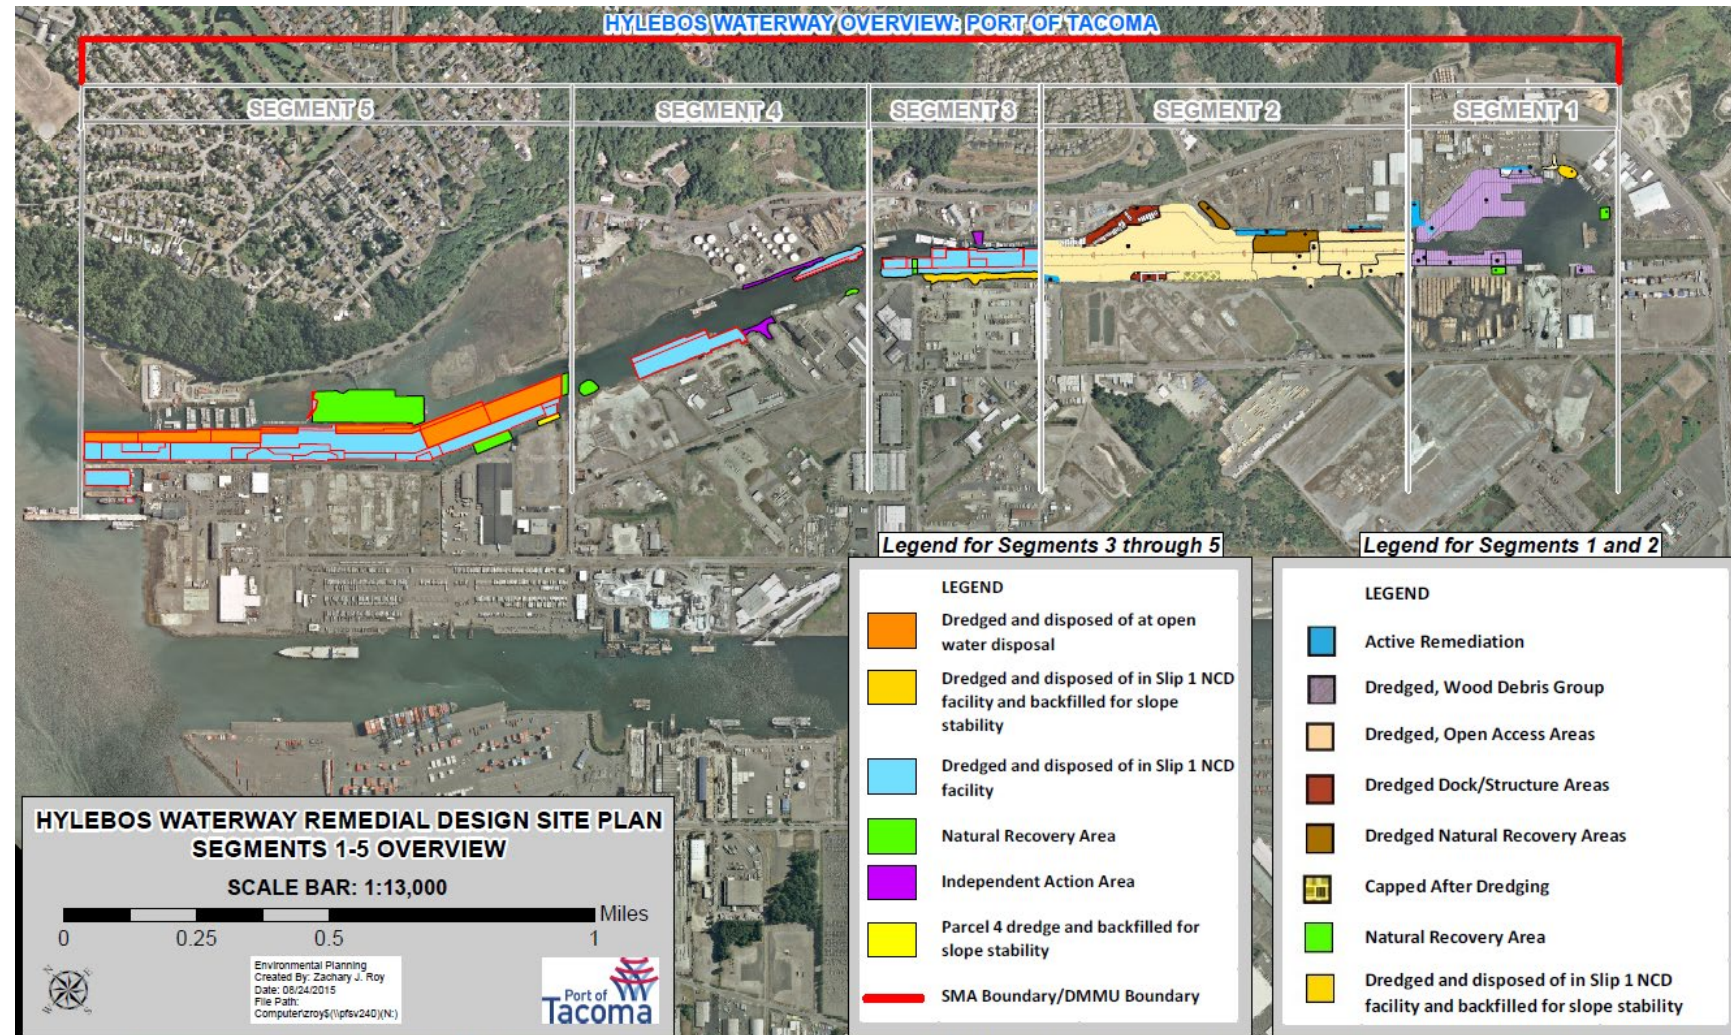 HYLEBOS WATERWAY OVERVIEW: PORT OF TACOMA
SEGMENT 5
SEGMENT 4
SEGMENT 3
SEGMENT 2
SEGMENT 1
Legend for Segments 3 through 5
LEGEND
Dredged and disposed of at open
water disposal
Dredged and disposed of in Slip 1 NCD
facility and backfilled for slope
stability
Dredged and disposed of in Slip 1 NCD
facility
Natural Recovery Area
Independent Action Area
Parcel 4 dredge and backfilled for
slope stability
SMA Boundary/DMMU Boundary
Legend for Segments 1 and 2
LEGEND
Active Remediation
Dredged, Wood Debris Group
Dredged, Open Access Areas
Dredged Dock/Structure Areas
Dredged Natural Recovery Areas
Capped After Dredging
Natural Recovery Area
Dredged and disposed of in Slip 1 NCD
facility and backfilled for slope stability
HYLEBOS WATERWAY REMEDIAL DESIGN SITE PLAN
SEGMENTS 1-5 OVERVIEW
SCALE BAR: 1:13,000
Miles
0 0.25 0.5 1
N E W S
Environmental Planning
Created By: Zachary J. Roy
Date: 08/24/2015
File Path:
Computer\zroy$(\\pfsv240)(N:)
Port of
Tacoma